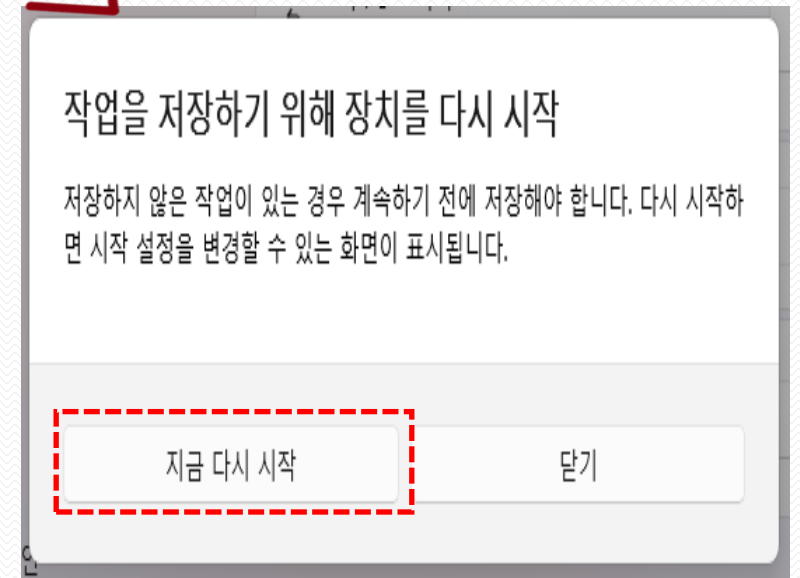 작업을 저장하기 위해 장치를 다시 시작
저장하지 않은 작업이 있는 경우 계속하기 전에 저장해야 합니다. 다시 시작하
면 시작 설정을 변경할 수 있는 화면이 표시됩니다.
지금 다시 시작
닫기